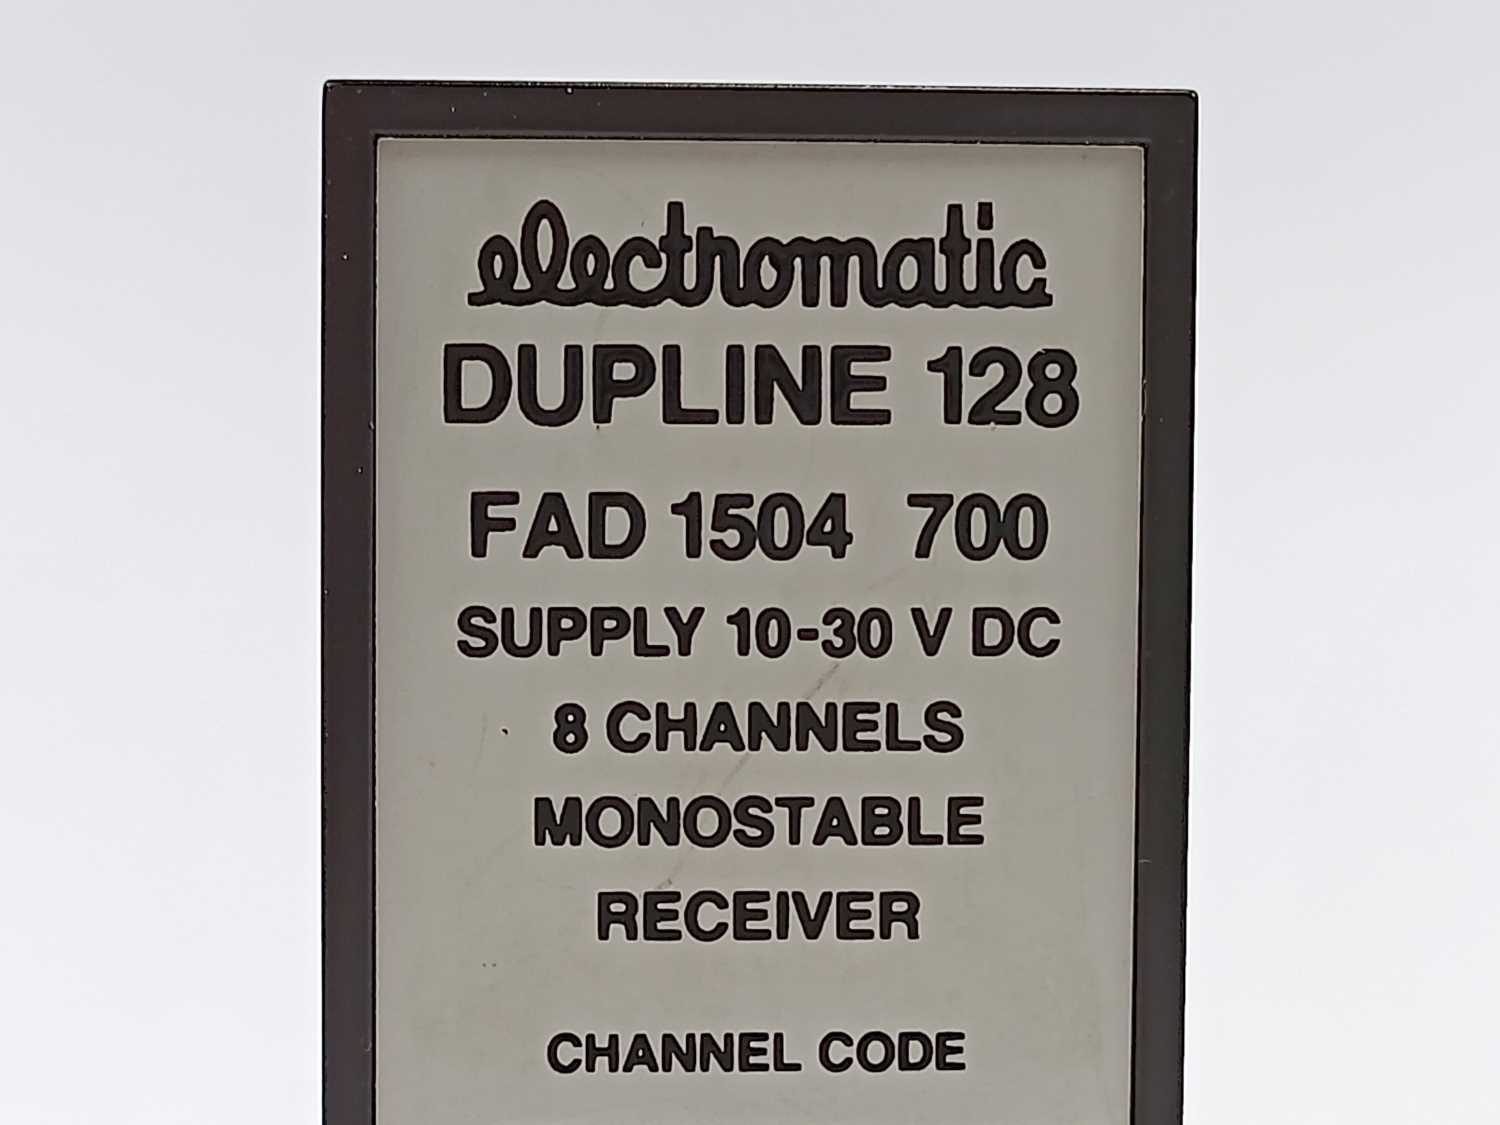 electromatic
DUPLINE 128
FAD 1504 700
SUPPLY 10-30 V DC
8 CHANNELS
MONOSTABLE
RECEIVER
CHANNEL CODE